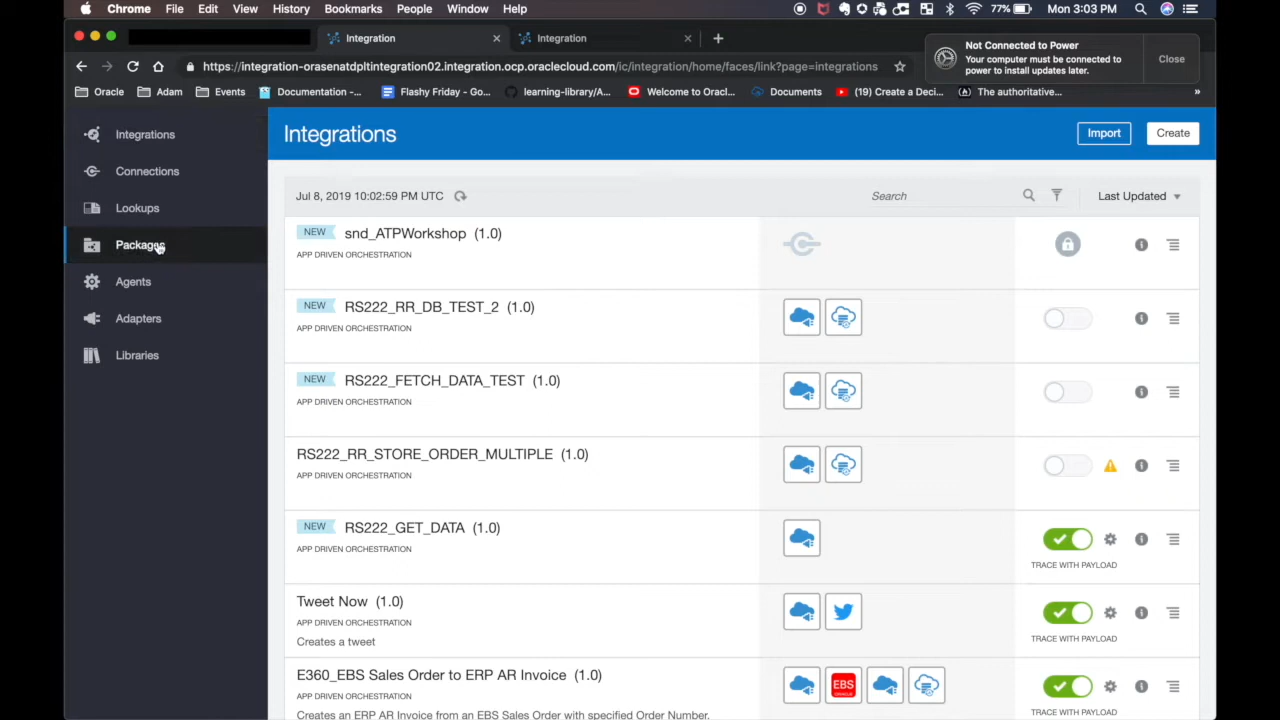 Chrome File Edit View History Bookmarks People Window Help 77% Mon 3:03 PM
Integration
Integration
Not Connected to Power
Your computer must be connected to
power to install updates later.
Close
https://integration-orasenatdpltintegration02.integration.ocp.oraclecloud.com/ic/integration/home/faces/link?page=integrations
Oracle Adam Events Documentation -... Flashy Friday - Go... learning-library/A... Welcome to Oracl... Documents (19) Create a Deci... The authoritative... »
Integrations
Connections
Lookups
Packages
Agents
Adapters
Libraries
Integrations
Import Create
Jul 8, 2019 10:02:59 PM UTC Search Last Updated
NEW snd_ATPWorkshop (1.0)
APP DRIVEN ORCHESTRATION
NEW RS222_RR_DB_TEST_2 (1.0)
APP DRIVEN ORCHESTRATION
NEW RS222_FETCH_DATA_TEST (1.0)
APP DRIVEN ORCHESTRATION
RS222_RR_STORE_ORDER_MULTIPLE (1.0)
APP DRIVEN ORCHESTRATION
NEW RS222_GET_DATA (1.0)
APP DRIVEN ORCHESTRATION
TRACE WITH PAYLOAD
Tweet Now (1.0)
APP DRIVEN ORCHESTRATION
Creates a tweet
TRACE WITH PAYLOAD
E360_EBS Sales Order to ERP AR Invoice (1.0)
EBS
ORACLE
APP DRIVEN ORCHESTRATION
Creates an ERP AR Invoice from an EBS Sales Order with specified Order Number.
TRACE WITH PAYLOAD